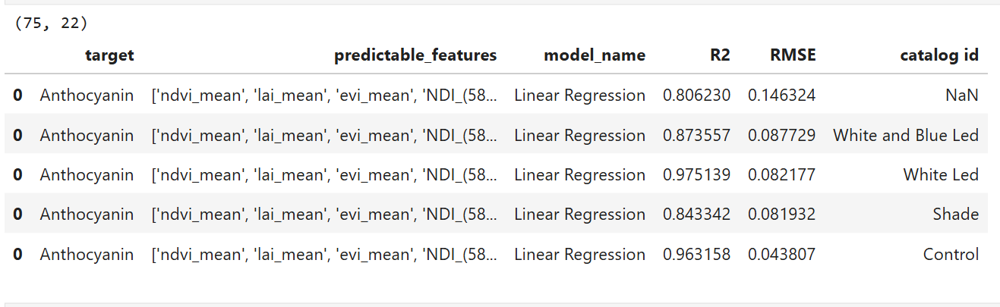 (75, 22)
target predictable_features model_name R2 RMSE catalog id
0 Anthocyanin ['ndvi_mean', 'lai_mean', 'evi_mean', 'NDI_(58... Linear Regression 0.806230 0.146324 NaN
0 Anthocyanin ['ndvi_mean', 'lai_mean', 'evi_mean', 'NDI_(58... Linear Regression 0.873557 0.087729 White and Blue Led
0 Anthocyanin ['ndvi_mean', 'lai_mean', 'evi_mean', 'NDI_(58... Linear Regression 0.975139 0.082177 White Led
0 Anthocyanin ['ndvi_mean', 'lai_mean', 'evi_mean', 'NDI_(58... Linear Regression 0.843342 0.081932 Shade
0 Anthocyanin ['ndvi_mean', 'lai_mean', 'evi_mean', 'NDI_(58... Linear Regression 0.963158 0.043807 Control